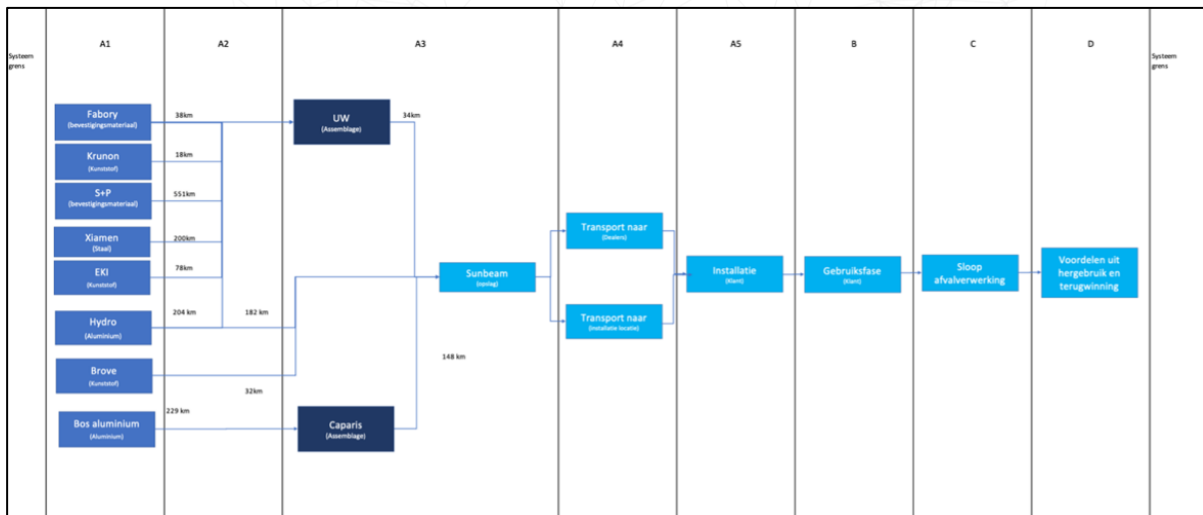 A1
A2
A3
A4
A5
B
C
D
Systeem
grens
Systeem
grens
Fabory
(bevestigingsmateriaal)
38km
UW
(Assemblage)
34km
Krunon
(Kunststof)
18km
S+P
(bevestigingsmateriaal)
551km
Xiamen
(Staal)
200km
EKI
(Kunststof)
78km
Hydro
(Aluminium)
204 km
182 km
Brove
(Kunststof)
32km
Bos aluminium
(Aluminium)
229 km
Caparis
(Assemblage)
148 km
Sunbeam
(opslag)
Transport naar
(Dealers)
Transport naar
(Installatie locatie)
Installatie
(Klant)
Gebruiksfase
(Klant)
Sloop
afvalverwerking
Voordelen uit
hergebruik en
terugwinning